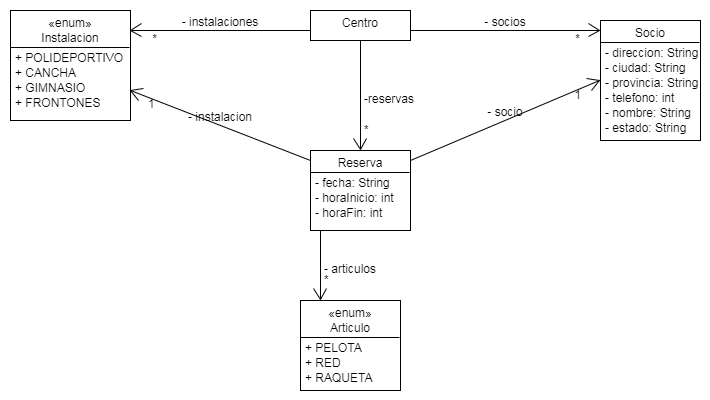 «enum»
Instalacion
+ POLIDEPORTIVO
+ CANCHA
+ GIMNASIO
+ FRONTONES
- instalaciones
*
Centro
- socios
*
Socio
- direccion: String
- ciudad: String
- provincia: String
- telefono: int
- nombre: String
- estado: String
1
- instalacion
-reservas
*
- socio
1
Reserva
- fecha: String
- horaInicio: int
- horaFin: int
- articulos
*
«enum»
Articulo
+ PELOTA
+ RED
+ RAQUETA